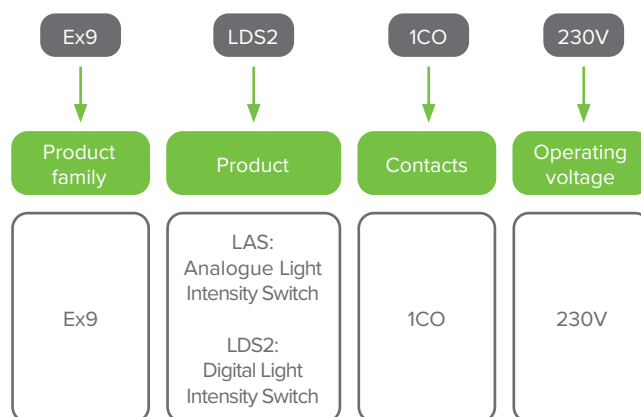 Ex9
LDS2
1CO
230V
Product
family
Product
Contacts
Operating
voltage
Ex9
LAS:
Analogue Light
Intensity Switch
LDS2:
Digital Light
Intensity Switch
1CO
230V